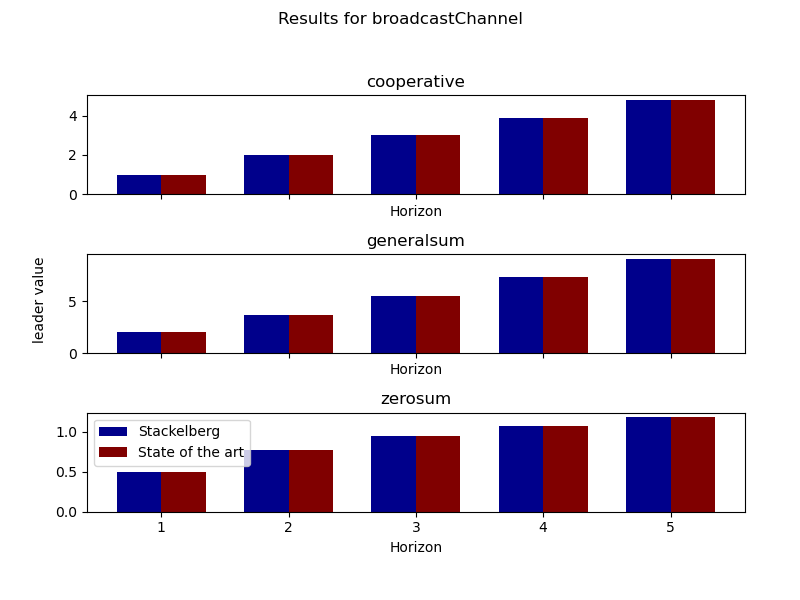 Results for broadcastChannel
cooperative
4
2
0
Horizon
generalsum
leader value
5
0
Horizon
zerosum
Stackelberg
State of the art
1.0
0.5
0.0
1 2 3 4 5
Horizon